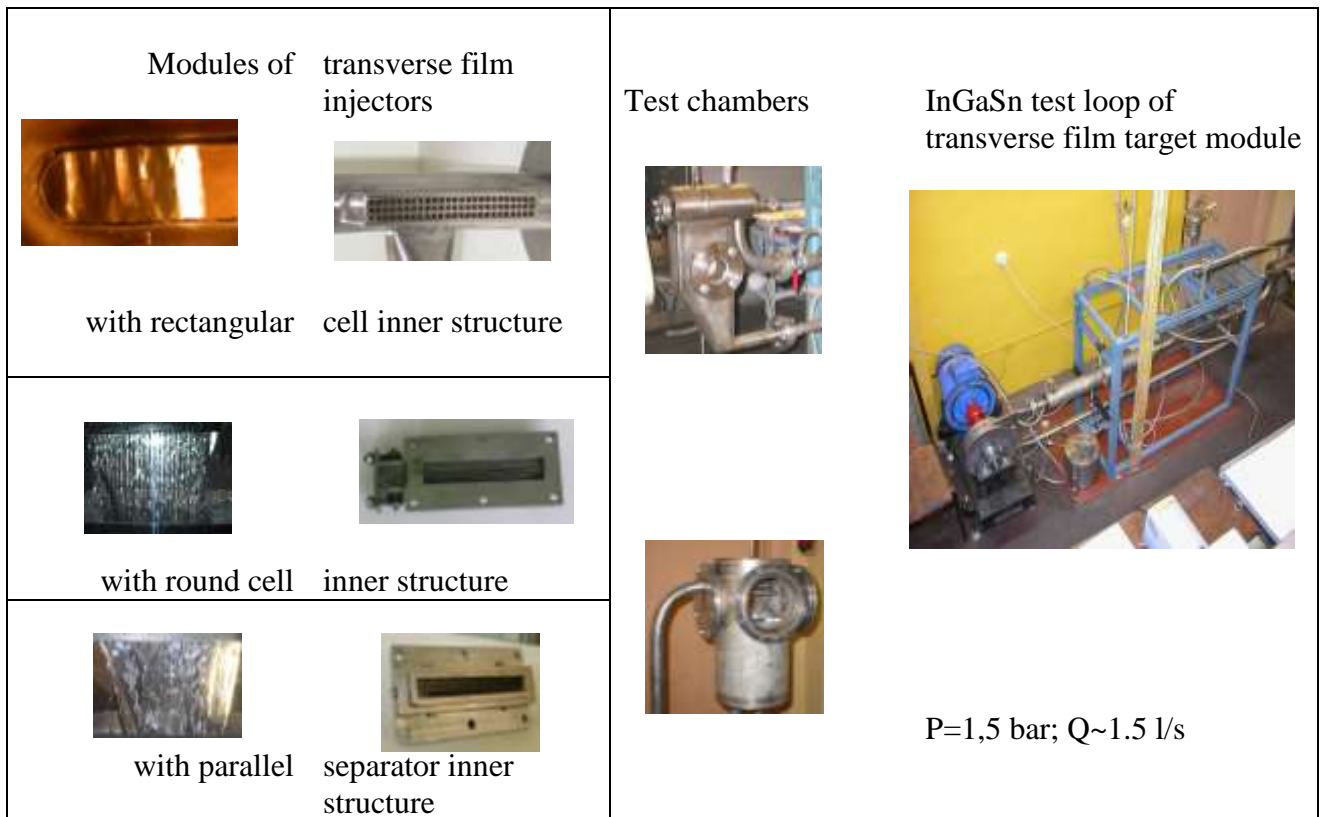 Modules of transverse film
injectors
with rectangular cell inner structure
with round cell inner structure
with parallel separator inner
structure
Test chambers
InGaSn test loop of
transverse film target module
P=1,5 bar; Q~1.5 l/s